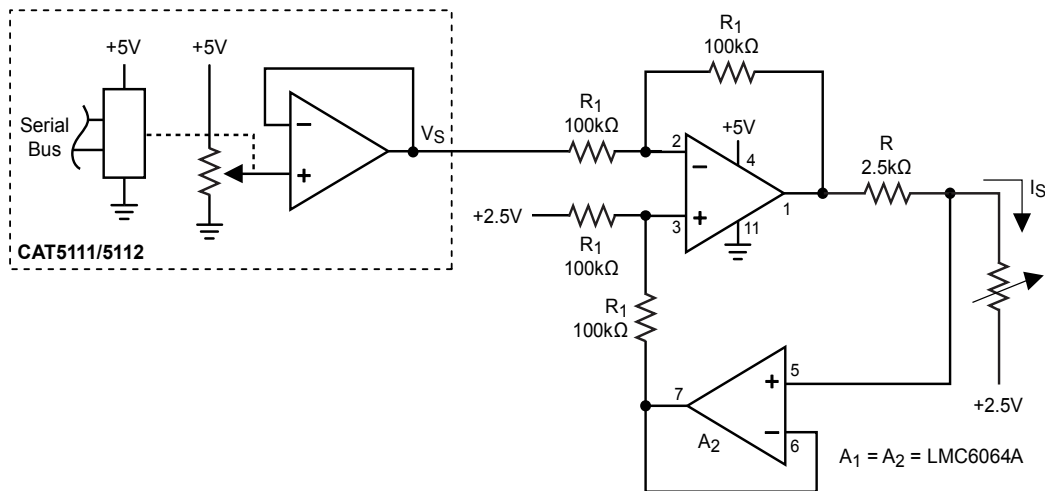 +5V
+5V
Serial
Bus
−
+
VS
CAT5111/5112
R1
100kΩ
R1
100kΩ
2
−
+5V
4
+2.5V
3
+
11
1
R1
100kΩ
R
2.5kΩ
IS
R1
100kΩ
+2.5V
7
5
+
−
6
A2
A1 = A2 = LMC6064A